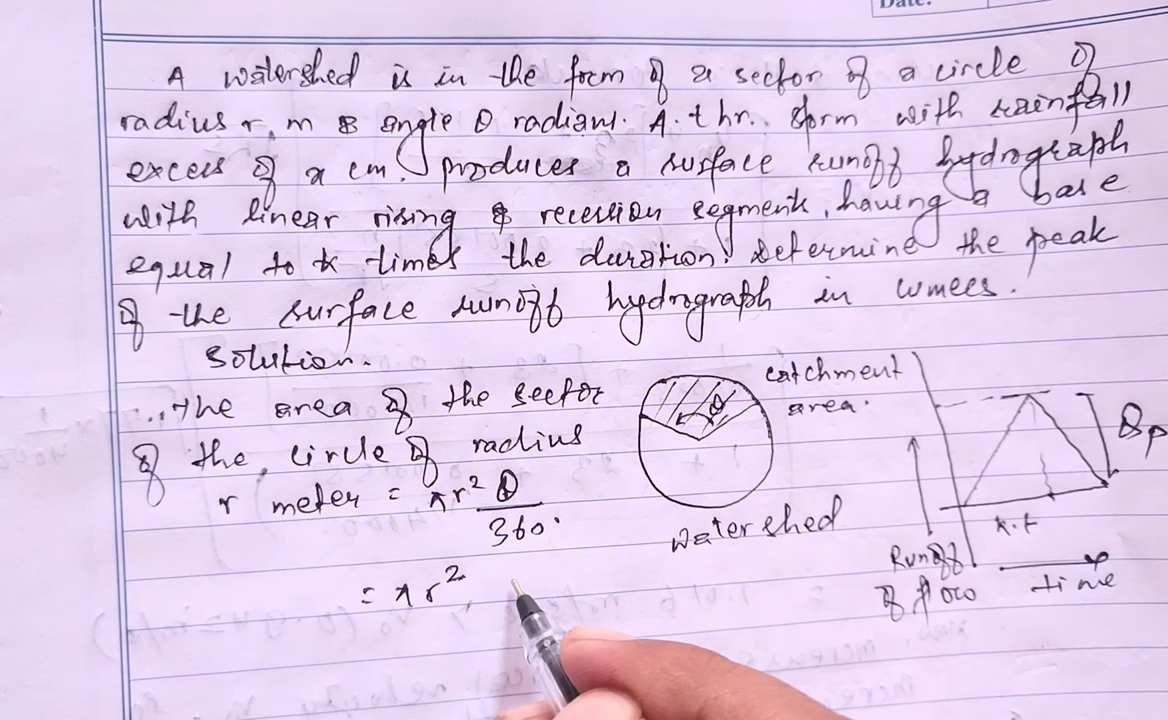 Date.
A watershed is in the form of a sector of a circle of
radius r, m & angle θ radians. A. t hr. storm with rainfall
excess of x cm. produces a surface runoff hydrograph
with linear rising & recession segments, having a base
equal to k times the duration. Determine the peak
of the surface runoff hydrograph in cumecs.
Solution.
∴ The area of the sector
of the, circle of radius
r meter = πr² θ/360°
= πr²
catchment
area.
θ
watershed
Qp
k.t
Runoff
time